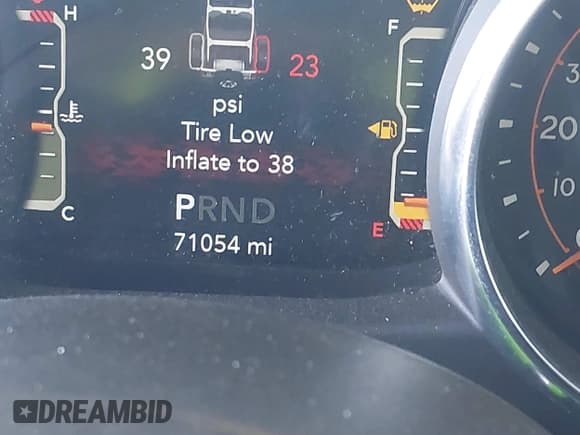 H
F
39
23
psi
Tire Low
Inflate to 38
PRND
71054 mi
C
E
20
10
DREAMBID